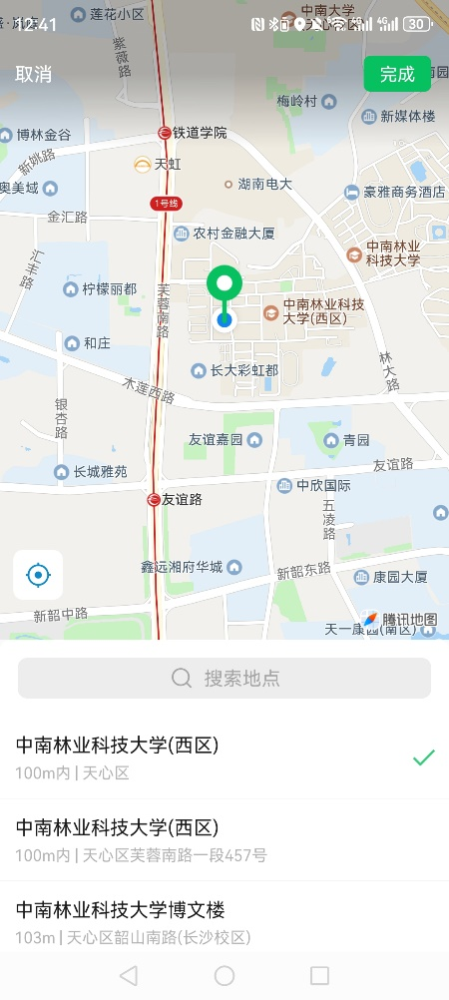 12:41
30
莲花小区
中南大学
取消
完成
紫薇路
梅岭村
新媒体楼
博林金谷
铁道学院
新姚路
天虹
奥美域
湖南电大
豪雅商务酒店
1号线
金汇路
农村金融大厦
中南林业
科技大学
汇丰路
柠檬丽都
芙蓉南路
中南林业科技
大学(西区)
和庄
林大路
长大彩虹都
木莲西路
银杏路
友谊嘉园
青园
长城雅苑
友谊路
中欣国际
友谊路
五凌路
鑫远湘府华城
新韶东路
康园大厦
新韶中路
腾讯地图
天一康园(南区)
搜索地点
中南林业科技大学(西区)
100m内 | 天心区
中南林业科技大学(西区)
100m内 | 天心区芙蓉南路一段457号
中南林业科技大学博文楼
103m | 天心区韶山南路(长沙校区)